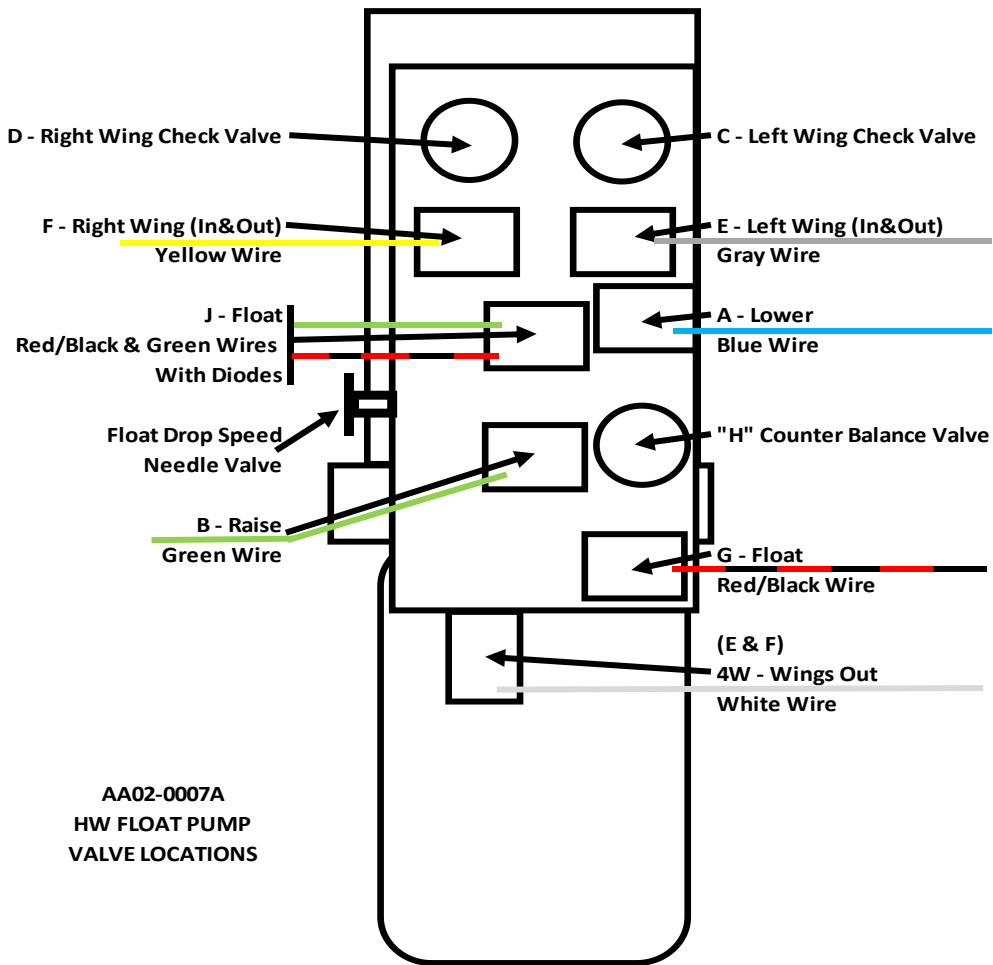 D - Right Wing Check Valve
C - Left Wing Check Valve
F - Right Wing (In&Out)
Yellow Wire
E - Left Wing (In&Out)
Gray Wire
J - Float
Red/Black & Green Wires
With Diodes
A - Lower
Blue Wire
Float Drop Speed
Needle Valve
"H" Counter Balance Valve
B - Raise
Green Wire
G - Float
Red/Black Wire
(E & F)
4W - Wings Out
White Wire
AA02-0007A
HW FLOAT PUMP
VALVE LOCATIONS